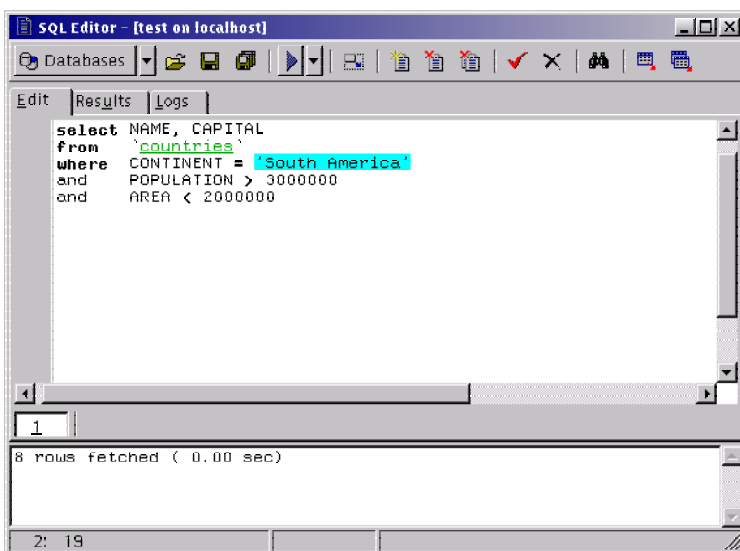 SQL Editor - [test on localhost]
Databases
Edit Results Logs
select NAME, CAPITAL
from `countries`
where CONTINENT = 'South America'
and POPULATION > 3000000
and AREA < 2000000
1
8 rows fetched ( 0.00 sec)
2: 19